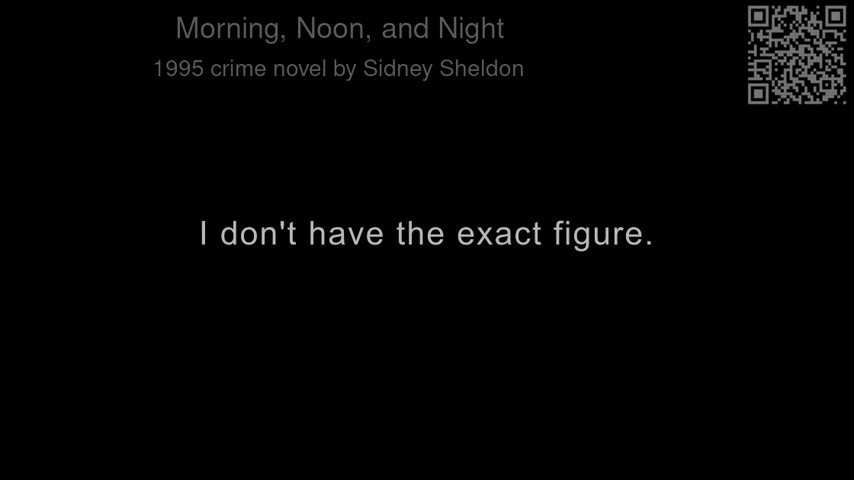 Morning, Noon, and Night
1995 crime novel by Sidney Sheldon
I don't have the exact figure.